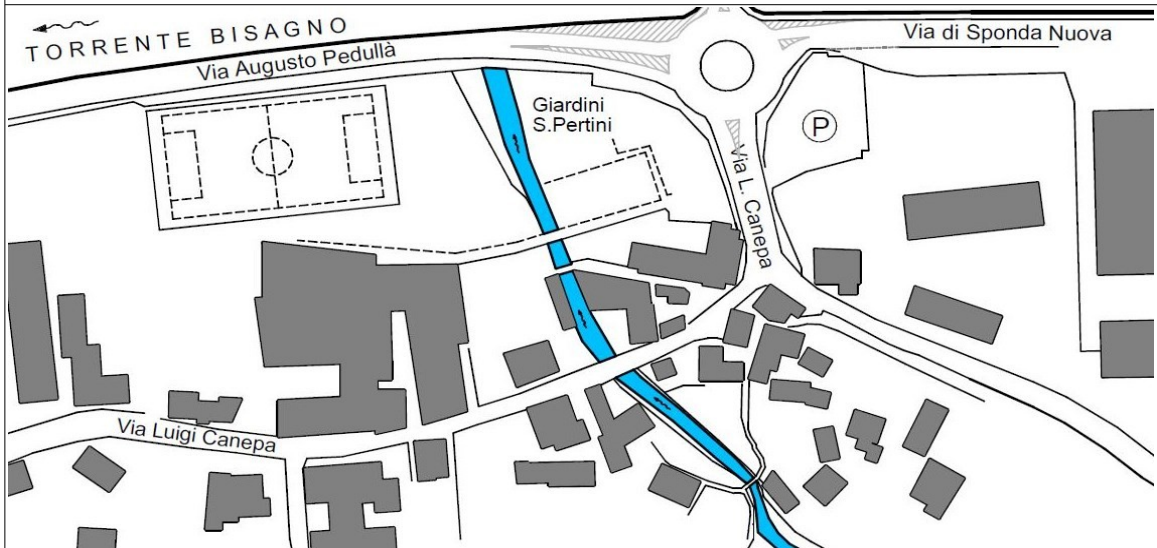 TORRENTE BISAGNO
Via Augusto Pedullà
Via di Sponda Nuova
Giardini
S.Pertini
P
Via L. Canepa
Via Luigi Canepa